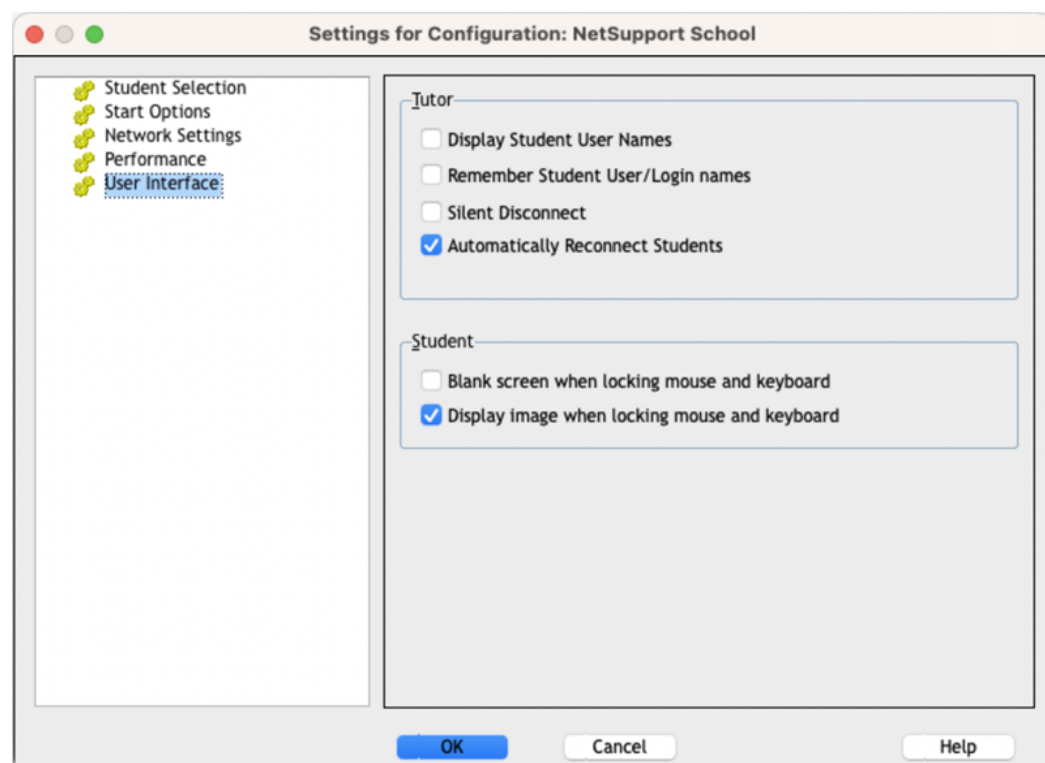 Settings for Configuration: NetSupport School
Student Selection
Start Options
Network Settings
Performance
User Interface
Tutor
Display Student User Names
Remember Student User/Login names
Silent Disconnect
Automatically Reconnect Students
Student
Blank screen when locking mouse and keyboard
Display image when locking mouse and keyboard
OK
Cancel
Help